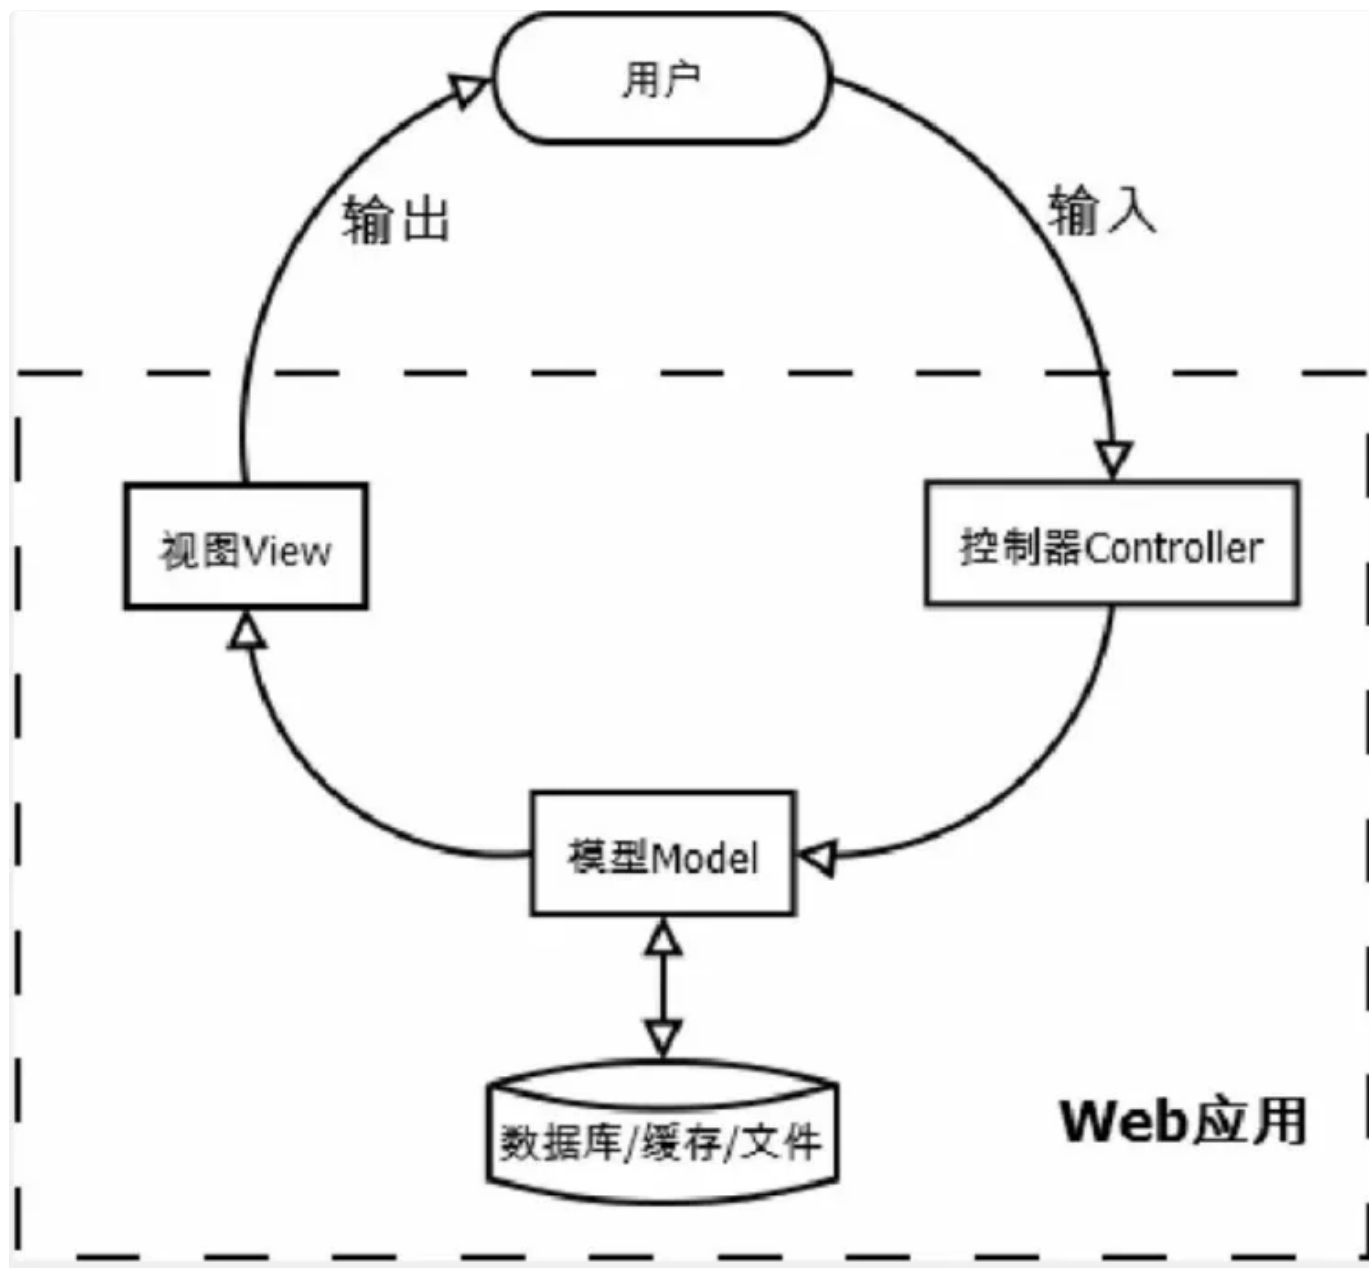 用户
输出
输入
视图View
控制器Controller
模型Model
数据库/缓存/文件
Web应用